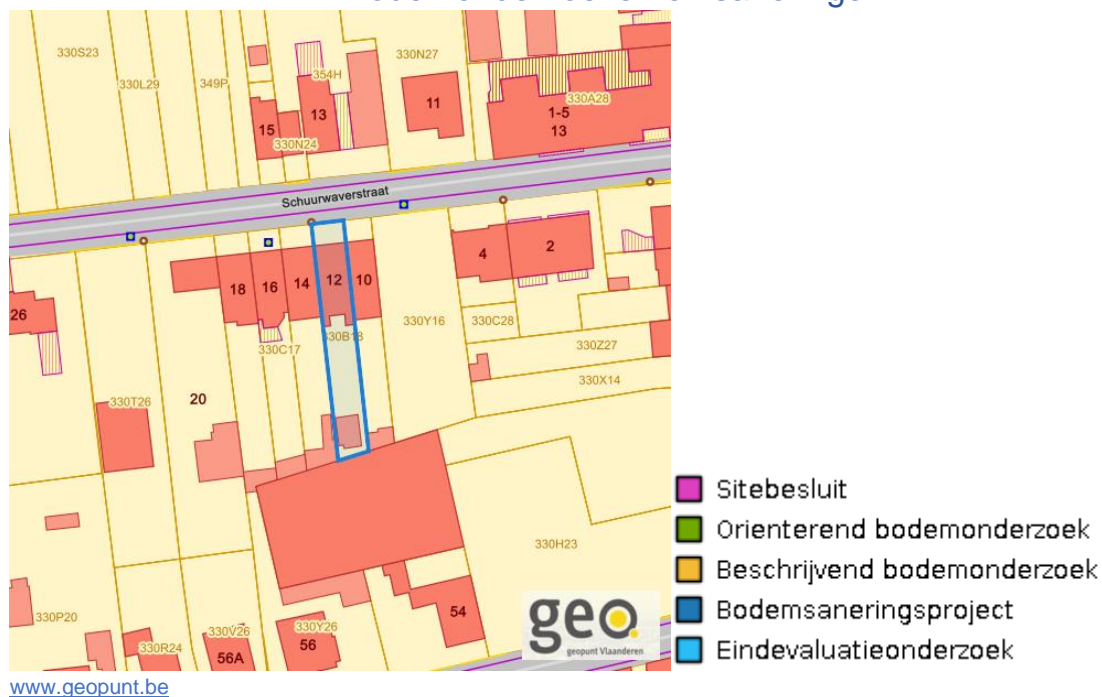 330S23
330L29
349P
354H
330N27
15
13
330N24
11
1-5
13
330A28
Schuurwaverstraat
26
18
16
14
12
10
4
2
330C17
330B18
330Y16
330C28
330Z27
330X14
330T26
20
330H23
330P20
330R24
330V26
56A
330Y26
56
54
geo.
geopunt Vlaanderen
Sitebesluit
Orienterend bodemonderzoek
Beschrijvend bodemonderzoek
Bodemsaneringsproject
Eindevaluatieonderzoek
www.geopunt.be